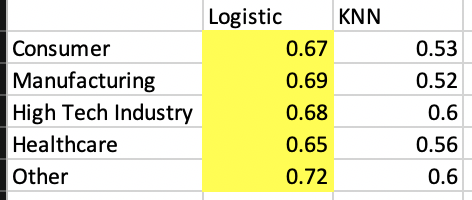 Logistic KNN
Consumer 0.67 0.53
Manufacturing 0.69 0.52
High Tech Industry 0.68 0.6
Healthcare 0.65 0.56
Other 0.72 0.6